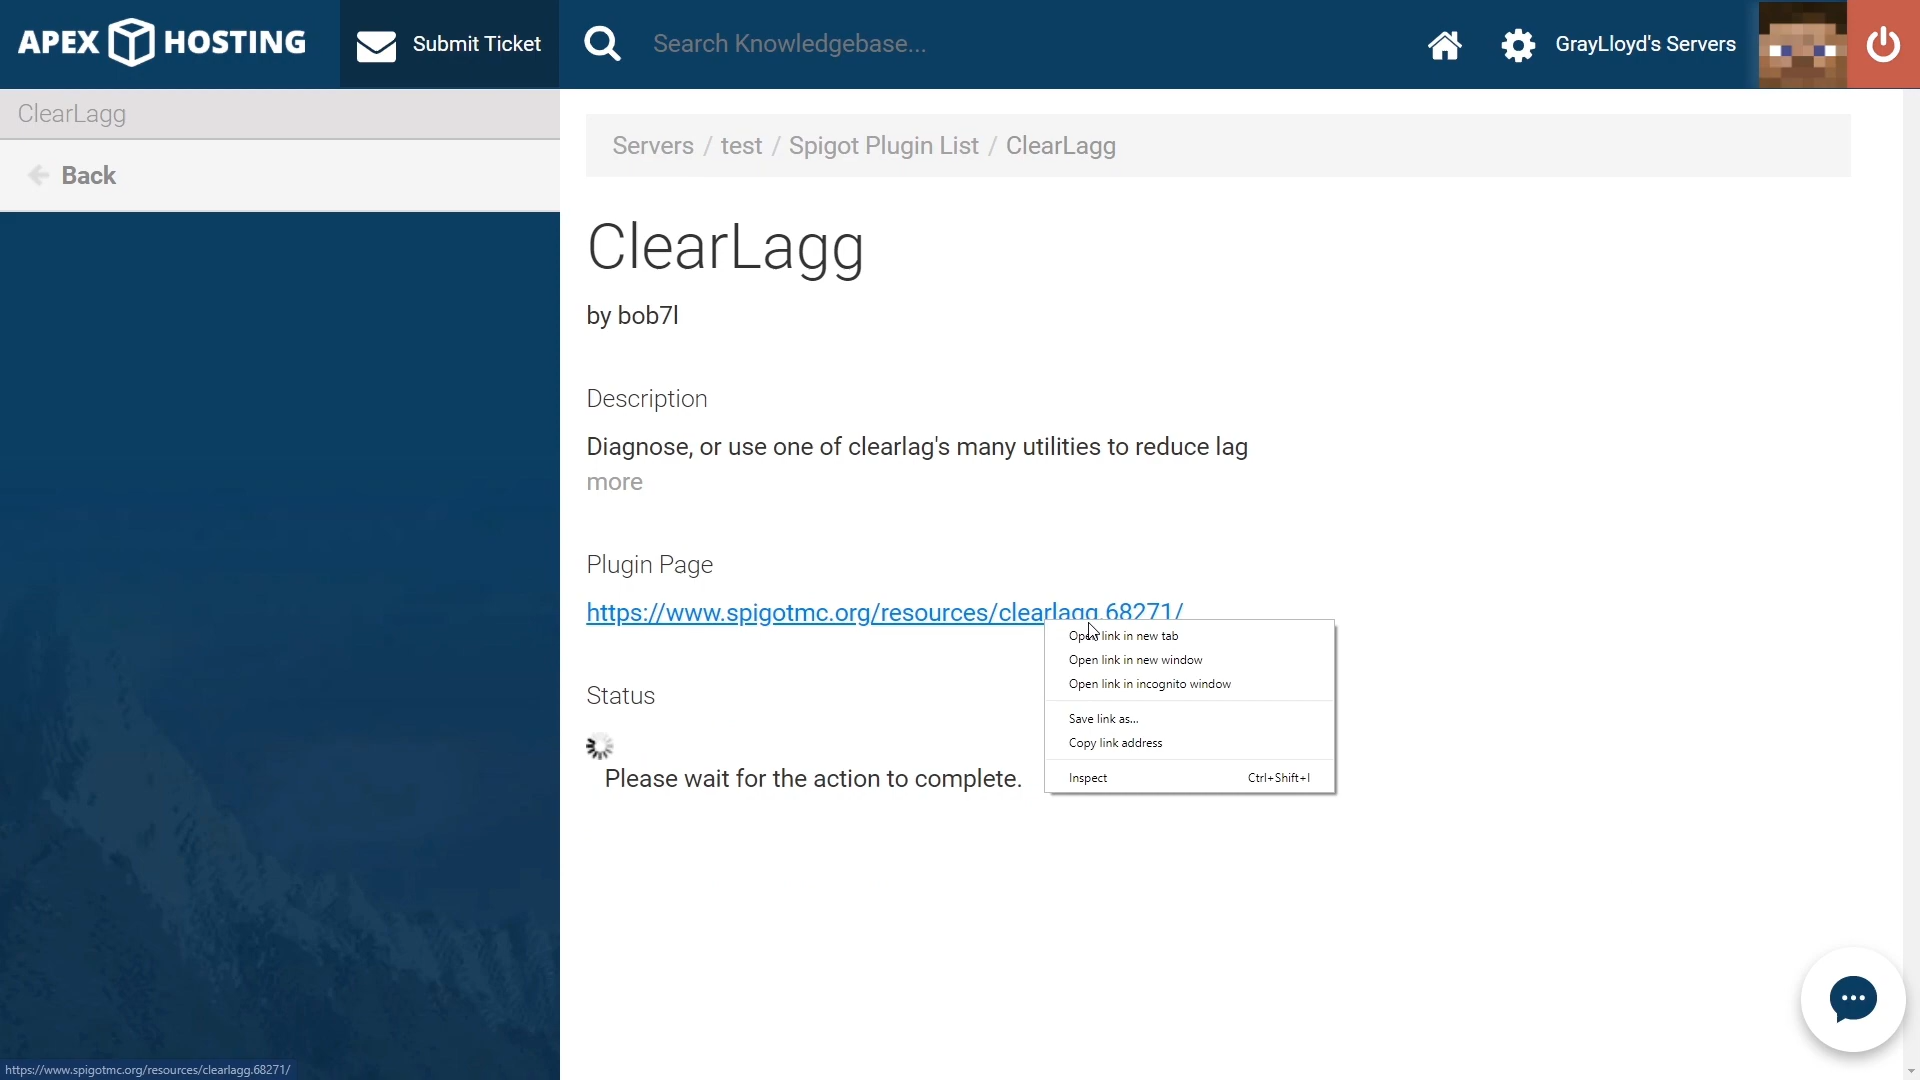 APEX HOSTING
Submit Ticket
Search Knowledgebase...
GrayLloyd's Servers
ClearLagg
Back
Servers / test / Spigot Plugin List / ClearLagg
ClearLagg
by bob7l
Description
Diagnose, or use one of clearlag's many utilities to reduce lag
more
Plugin Page
https://www.spigotmc.org/resources/clearlagg.68271/
Open link in new tab
Open link in new window
Open link in incognito window
Save link as...
Copy link address
Inspect Ctrl+Shift+I
Status
Please wait for the action to complete.
https://www.spigotmc.org/resources/clearlagg.68271/